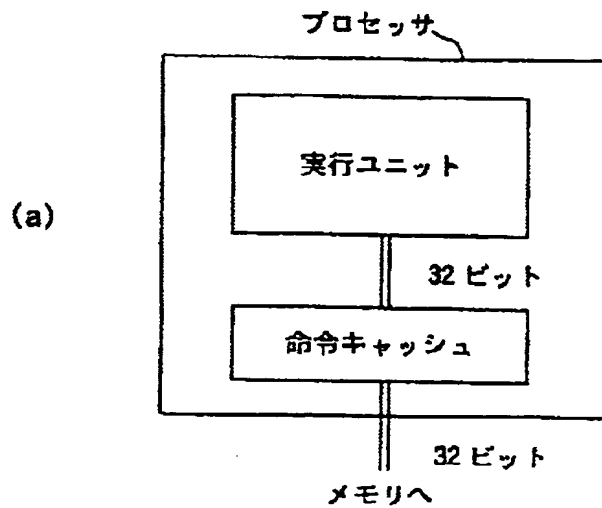 プロセッサ
実行ユニット
(a)
32 ビット
命令キャッシュ
32 ビット
メモリへ